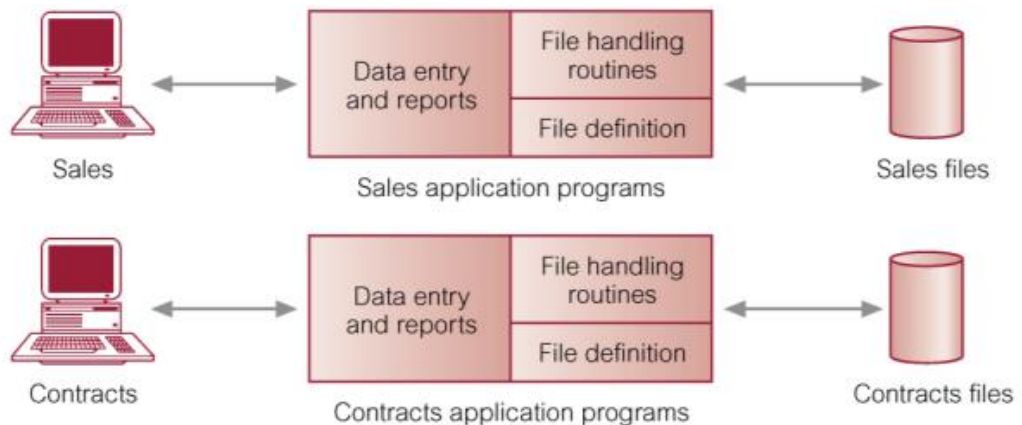 File handling
routines
Data entry
and reports
File definition
Sales
Sales application programs
Sales files
File handling
routines
Data entry
and reports
File definition
Contracts
Contracts application programs
Contracts files